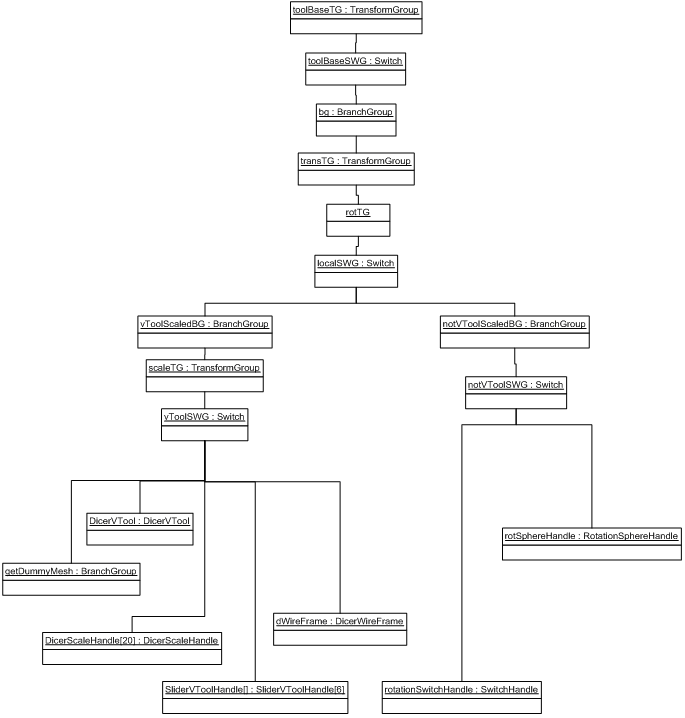 toolBaseTG : TransformGroup
toolBaseSWG : Switch
bg : BranchGroup
transTG : TransformGroup
rotTG
localSWG : Switch
vToolScaledBG : BranchGroup
notVToolScaledBG : BranchGroup
scaleTG : TransformGroup
notVToolSWG : Switch
vToolSWG : Switch
DicerVTool : DicerVTool
rotSphereHandle : RotationSphereHandle
getDummyMesh : BranchGroup
dWireFrame : DicerWireFrame
DicerScaleHandle[20] : DicerScaleHandle
SliderVToolHandle[] : SliderVToolHandle[6]
rotationSwitchHandle : SwitchHandle